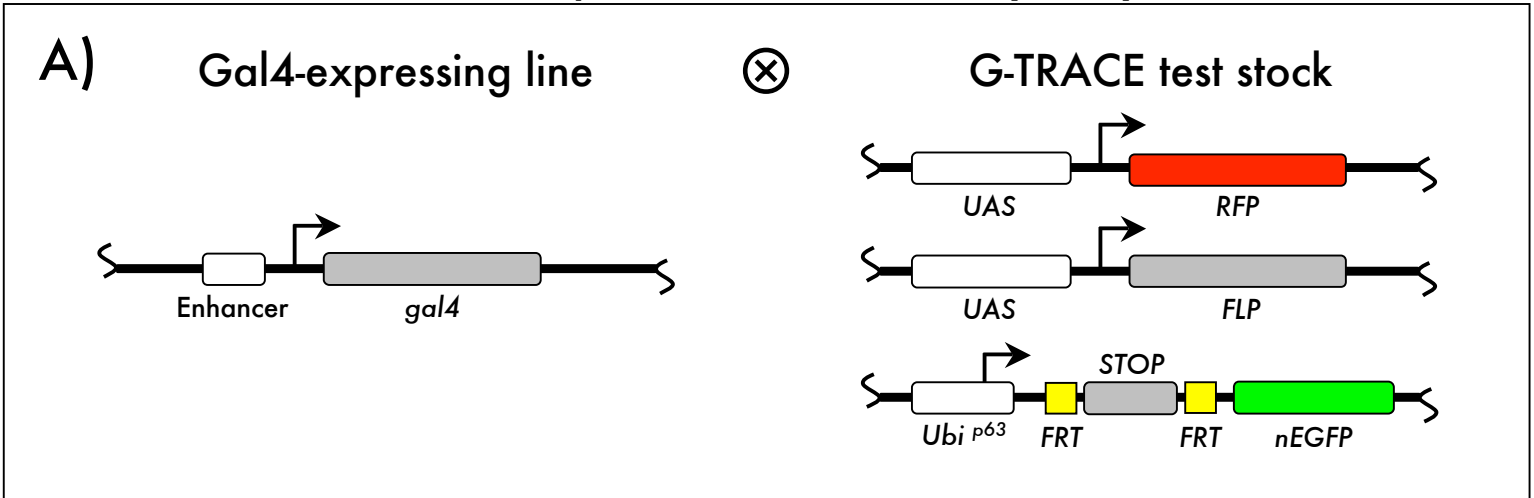 A) Gal4-expressing line ⊗ G-TRACE test stock
UAS RFP
Enhancer gal4
UAS FLP
STOP
Ubi p63 FRT FRT nEGFP